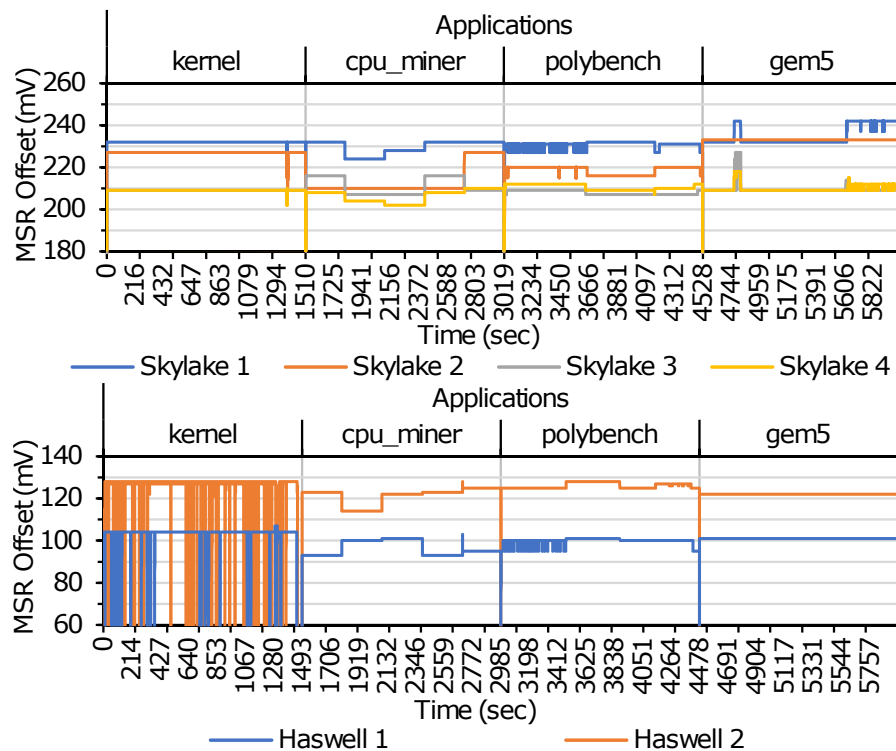 Applications
kernel cpu_miner polybench gem5
MSR Offset (mV)
260
240
220
200
180
0 216 432 647 863 1079 1294 1510 1725 1941 2156 2372 2588 2803 3019 3234 3450 3666 3881 4097 4312 4528 4744 4959 5175 5391 5606 5822
Time (sec)
Skylake 1 Skylake 2 Skylake 3 Skylake 4
Applications
kernel cpu_miner polybench gem5
MSR Offset (mV)
140
120
100
80
60
0 214 427 640 853 1067 1280 1493 1706 1919 2132 2346 2559 2772 2985 3198 3412 3625 3838 4051 4264 4478 4691 4904 5117 5331 5544 5757
Time (sec)
Haswell 1 Haswell 2